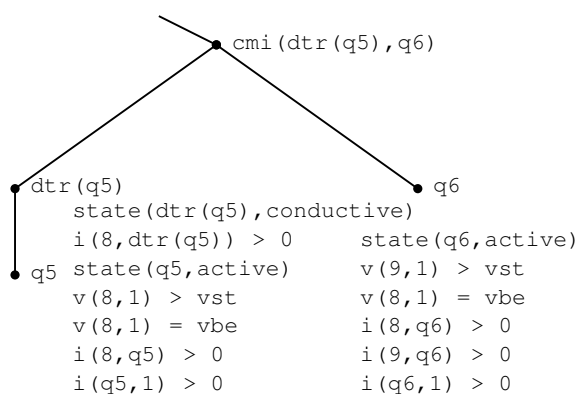 cmi(dtr(q5),q6)
dtr(q5)
q6
state(dtr(q5),conductive)
i(8,dtr(q5)) > 0
state(q6,active)
q5
state(q5,active)
v(9,1) > vst
v(8,1) > vst
v(8,1) = vbe
v(8,1) = vbe
i(8,q6) > 0
i(8,q5) > 0
i(9,q6) > 0
i(q5,1) > 0
i(q6,1) > 0